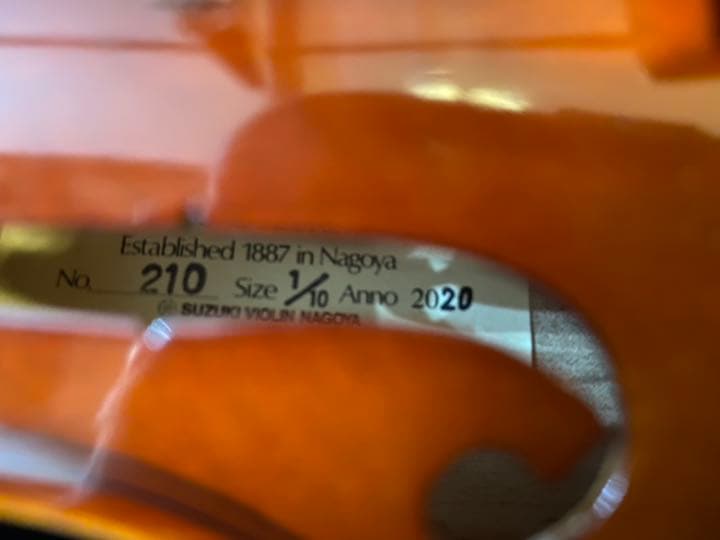 Established 1887 in Nagoya
No. 210 Size 1/10 Anno 2020
SUZUKI VIOLIN NAGOYA